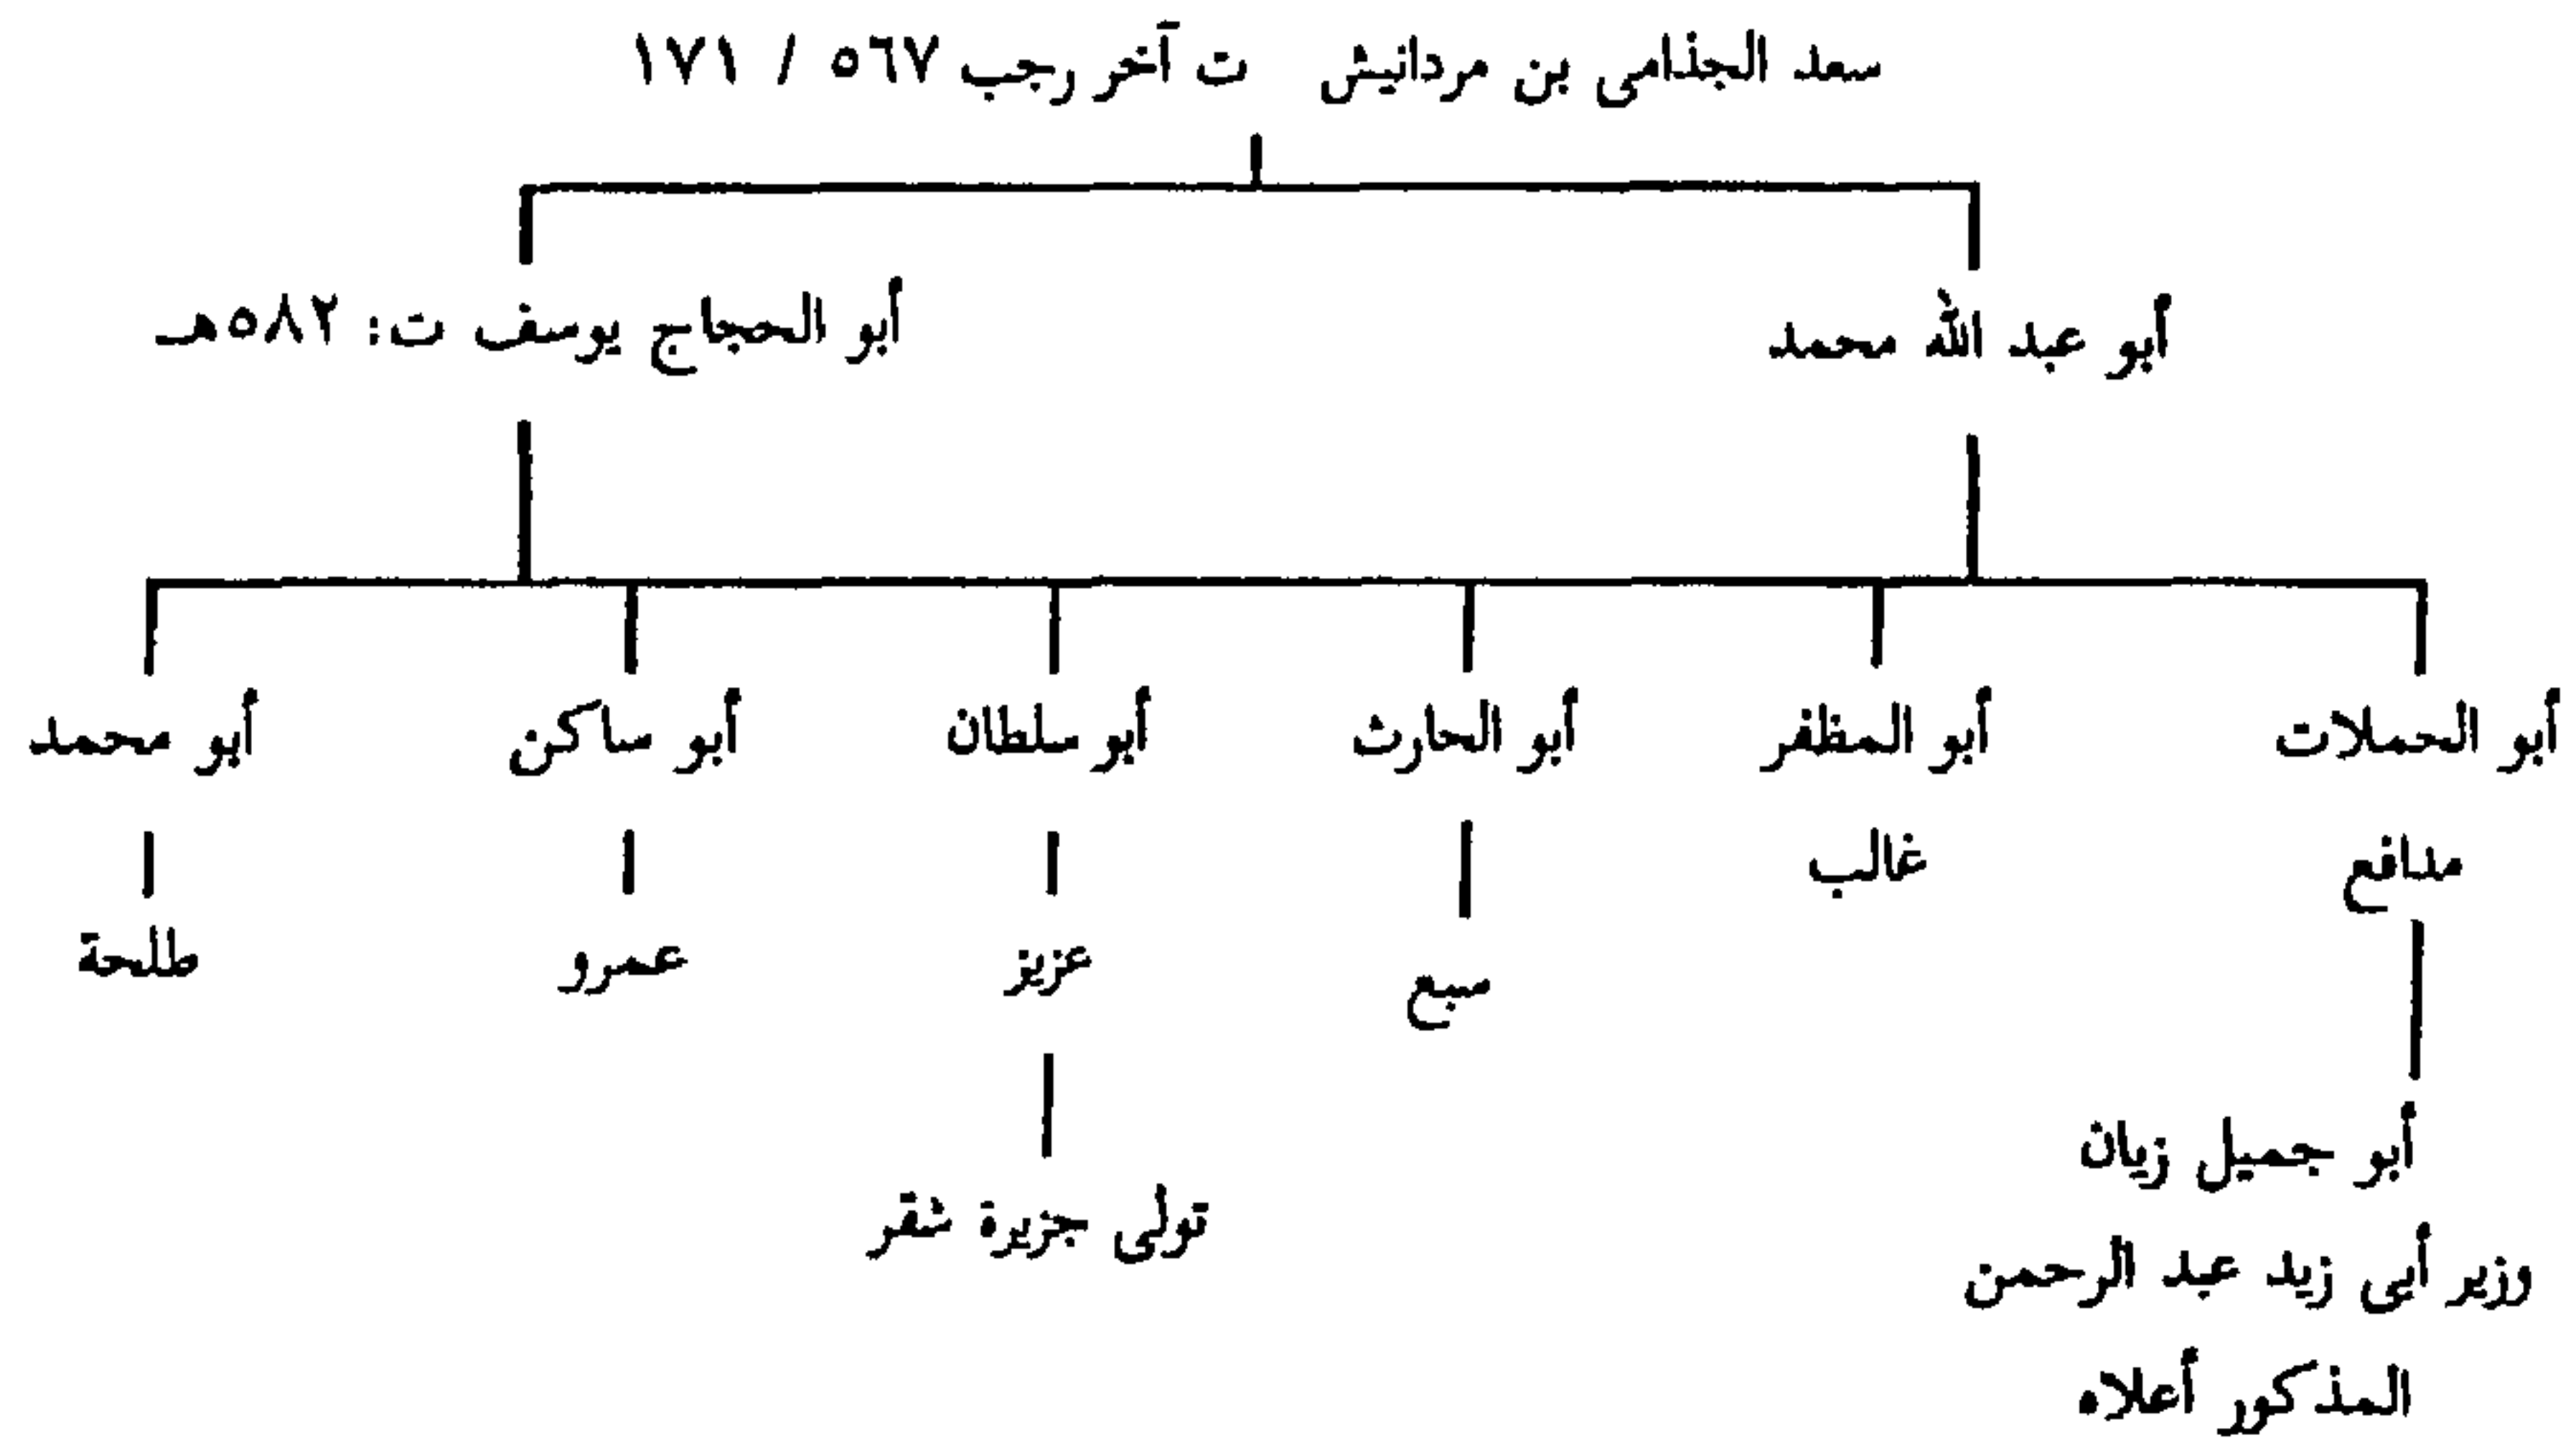 سعد الجذامى بن مردانيش ت آخر رجب ٥٦٧ / ١٧١
أبو عبد الله محمد
أبو الحجاج يوسف ت: ٥٨٢هـ
أبو الحملات
أبو المظفر
أبو الحارث
أبو سلطان
أبو ساكن
أبو محمد
مدافع
غالب
سبع
عزيز
عمرو
طلحة
أبو جميل زيان
وزير أبى زيد عبد الرحمن
المذكور أعلاه
تولى جزيرة شقر